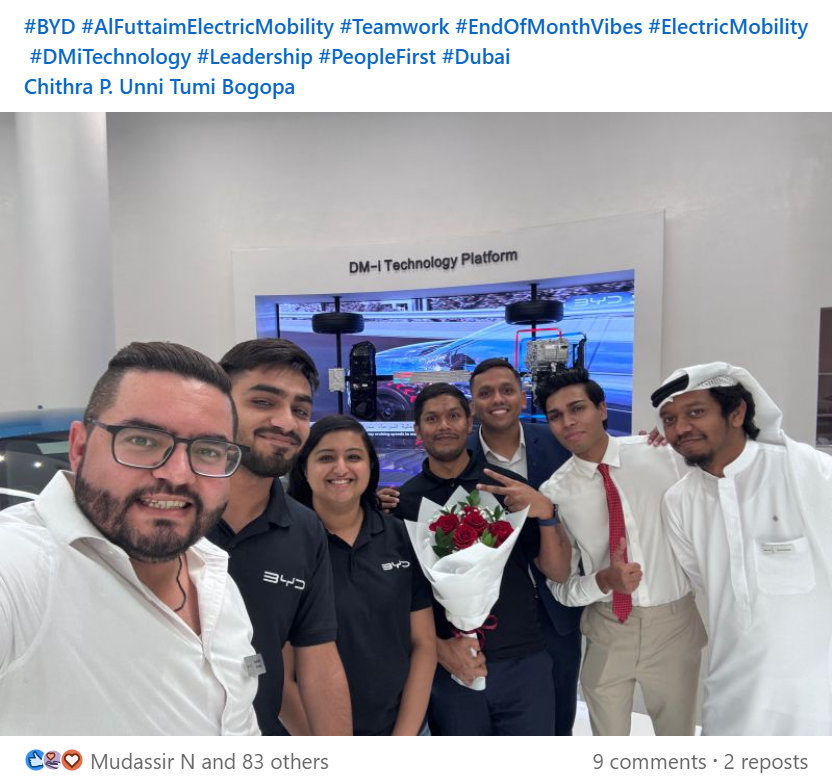 #BYD #AlFuttaimElectricMobility #Teamwork #EndOfMonthVibes #ElectricMobility
#DMiTechnology #Leadership #PeopleFirst #Dubai
Chithra P. Unni Tumi Bogopa
DM-i Technology Platform
BYD
BYD
BYD
Mudassir N and 83 others
9 comments · 2 reposts